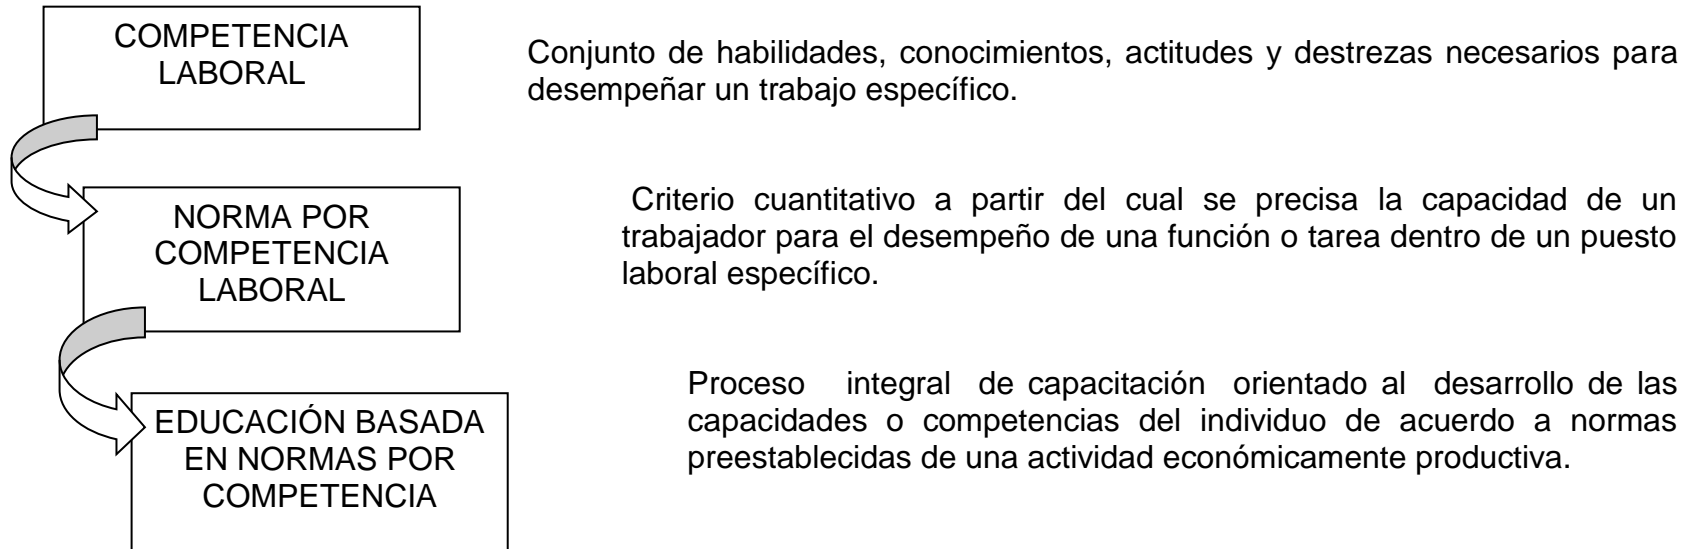 COMPETENCIA
LABORAL
Conjunto de habilidades, conocimientos, actitudes y destrezas necesarios para
desempeñar un trabajo específico.
NORMA POR
COMPETENCIA
LABORAL
Criterio cuantitativo a partir del cual se precisa la capacidad de un
trabajador para el desempeño de una función o tarea dentro de un puesto
laboral específico.
EDUCACIÓN BASADA
EN NORMAS POR
COMPETENCIA
Proceso integral de capacitación orientado al desarrollo de las
capacidades o competencias del individuo de acuerdo a normas
preestablecidas de una actividad económicamente productiva.